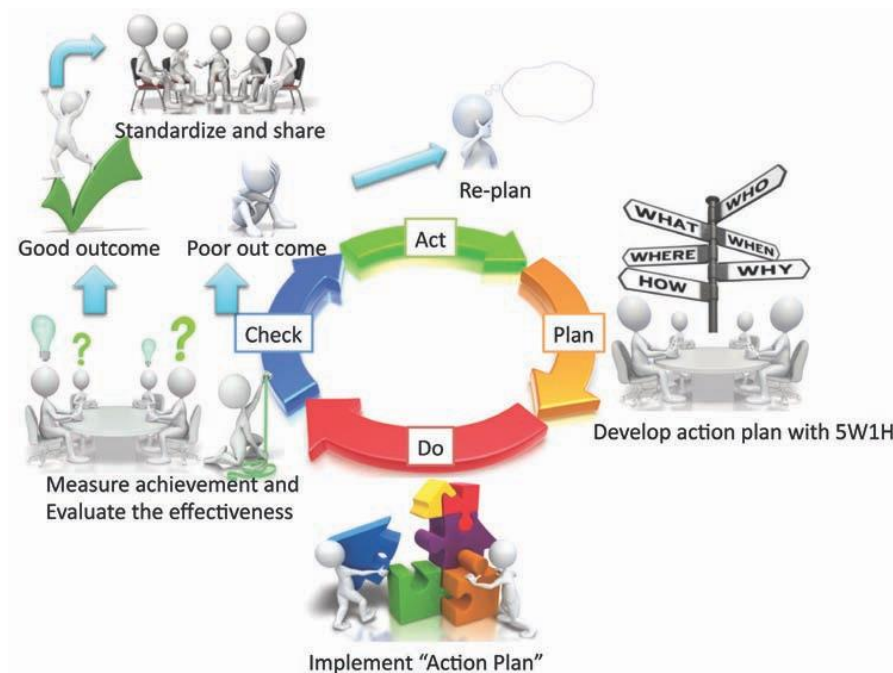 Standardize and share
Re-plan
Good outcome
Poor out come
Act
WHO
WHAT
WHEN
WHERE
WHY
HOW
?
?
Check
Plan
Develop action plan with 5W1H
Do
Measure achievement and
Evaluate the effectiveness
Implement “Action Plan”